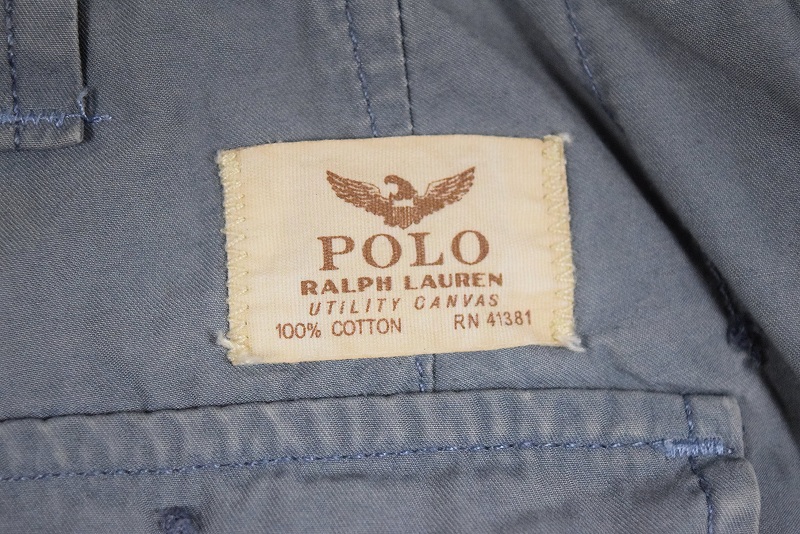 POLO
RALPH LAUREN
UTILITY CANVAS
100% COTTON RN 41381